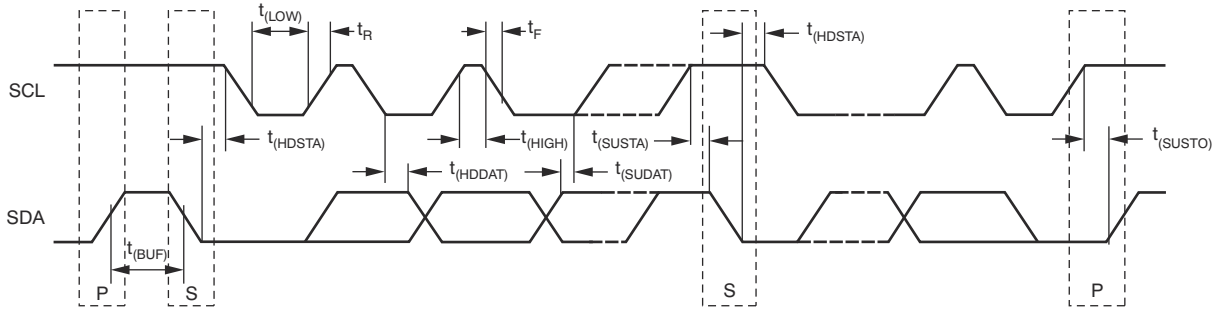 t(LOW)
tR
tF
t(HDSTA)
SCL
t(HDSTA)
t(HIGH)
t(SUSTA)
t(SUSTO)
t(HDDAT)
t(SUDAT)
SDA
t(BUF)
P
S
S
P